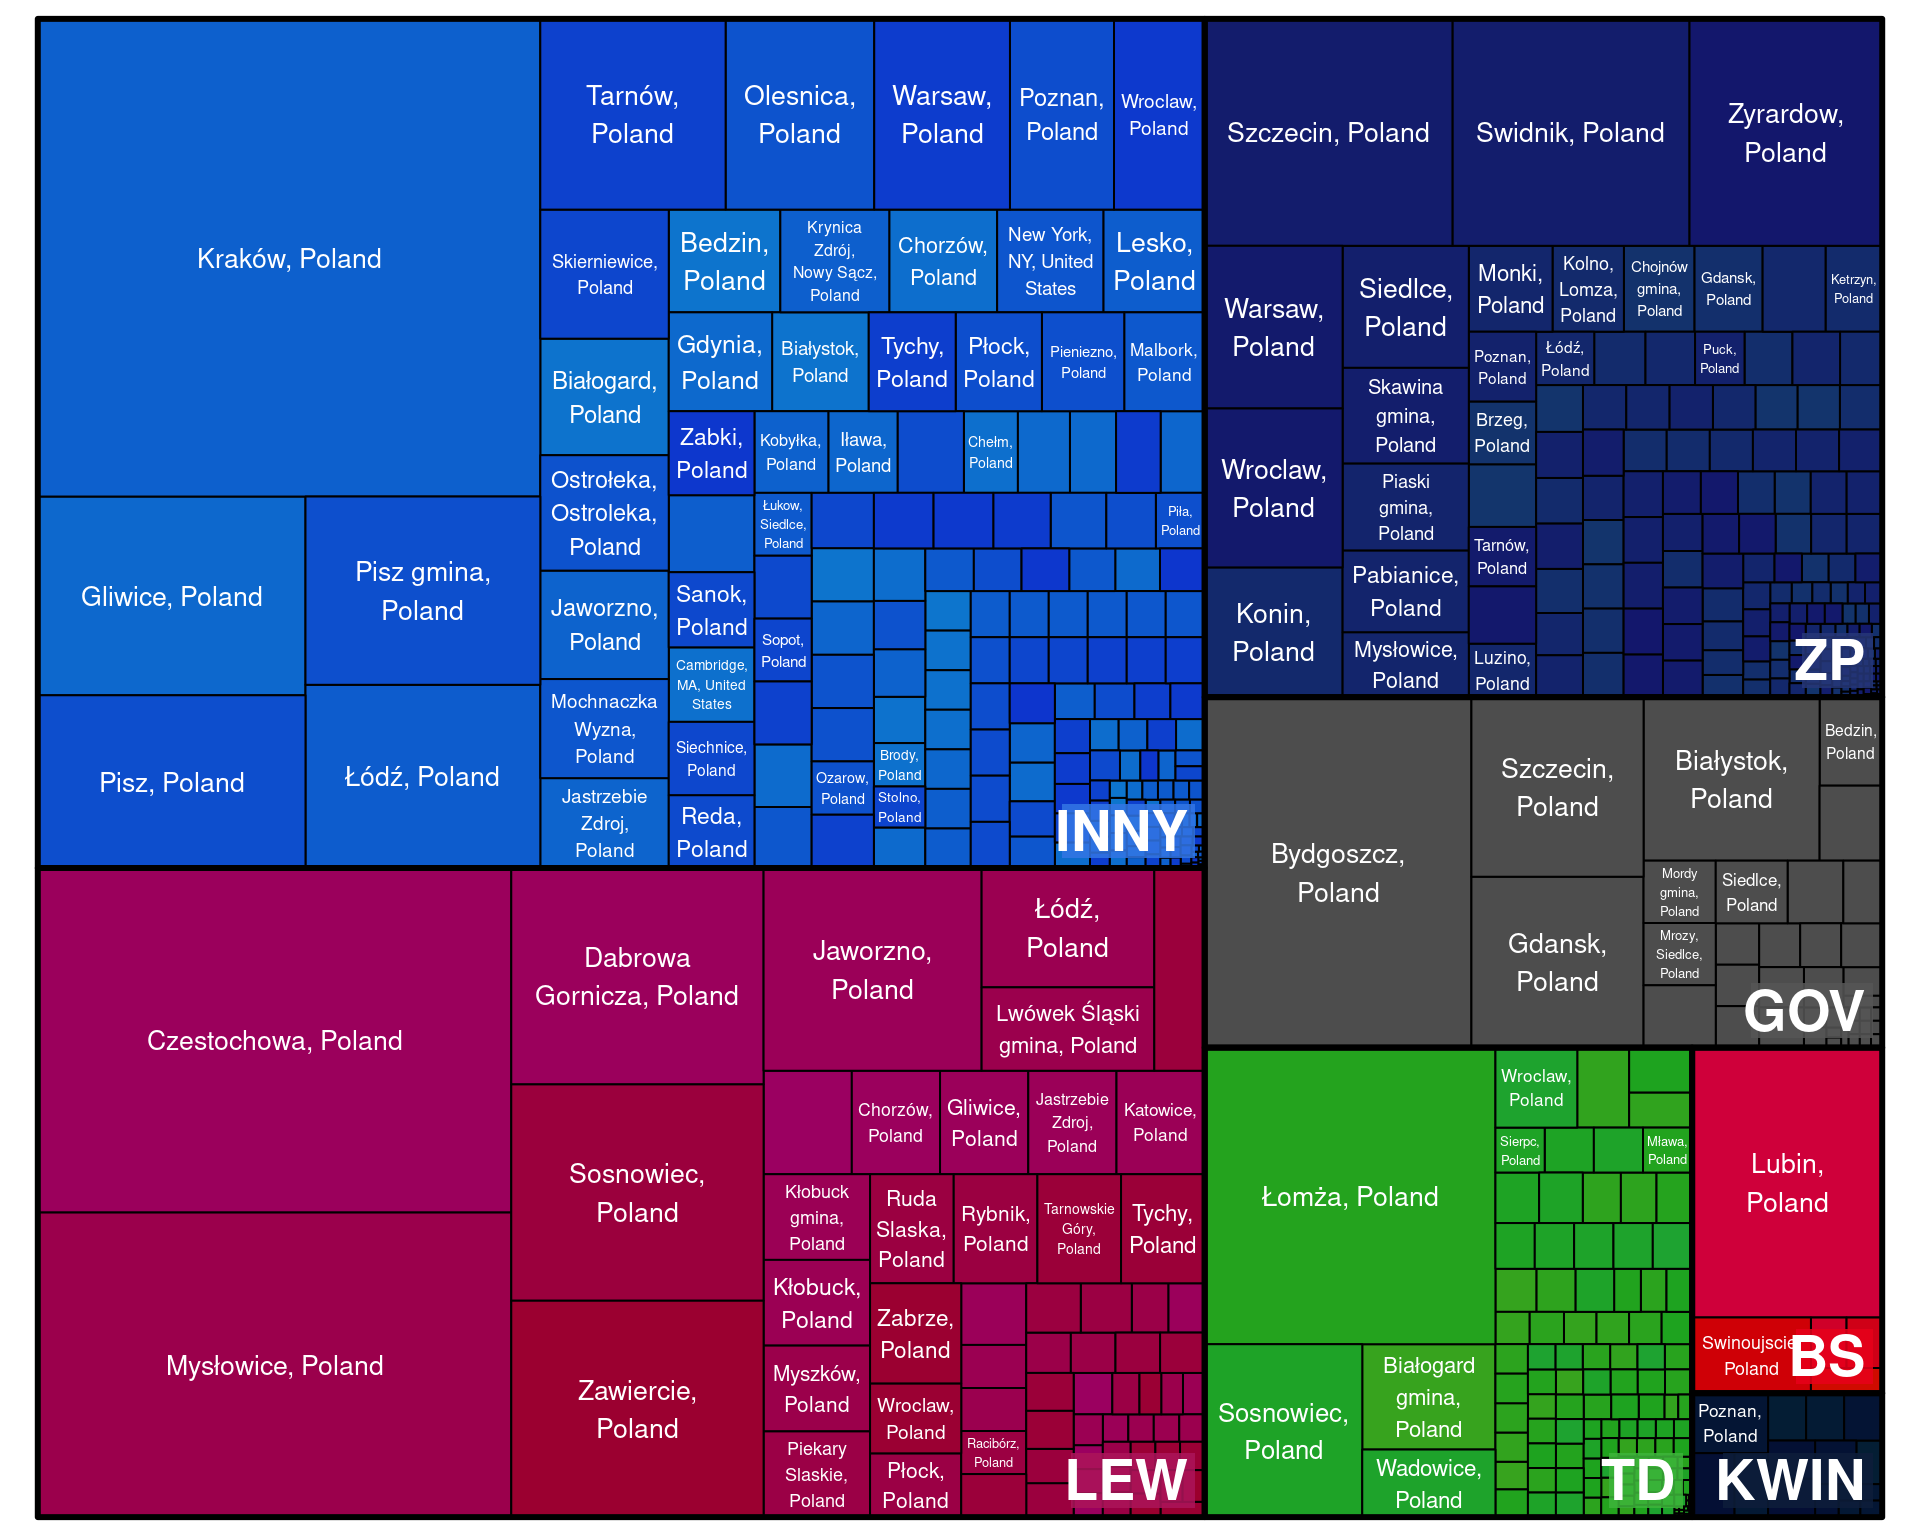 Kraków, Poland
Gliwice, Poland
Pisz gmina,
Poland
Pisz, Poland
Łódź, Poland
Tarnów,
Poland
Olesnica,
Poland
Warsaw,
Poland
Poznan,
Poland
Wroclaw,
Poland
Skierniewice,
Poland
Białogard,
Poland
Ostrołeka,
Ostroleka,
Poland
Jaworzno,
Poland
Mochnaczka
Wyzna,
Poland
Jastrzebie
Zdroj,
Poland
Bedzin,
Poland
Krynica
Zdrój,
Nowy Sącz,
Poland
Chorzów,
Poland
New York,
NY, United
States
Lesko,
Poland
Gdynia,
Poland
Białystok,
Poland
Tychy,
Poland
Płock,
Poland
Pieniezno,
Poland
Malbork,
Poland
Zabki,
Poland
Kobyłka,
Poland
Iława,
Poland
Chełm,
Poland
Sanok,
Poland
Cambridge,
MA, United
States
Siechnice,
Poland
Reda,
Poland
Łukow,
Siedlce,
Poland
Piła,
Poland
Sopot,
Poland
Ozarow,
Poland
Brody,
Poland
Stolno,
Poland
INNY
Czestochowa, Poland
Mysłowice, Poland
Dabrowa
Gornicza, Poland
Sosnowiec,
Poland
Zawiercie,
Poland
Jaworzno,
Poland
Łódź,
Poland
Lwówek Śląski
gmina, Poland
Chorzów,
Poland
Gliwice,
Poland
Jastrzebie
Zdroj,
Poland
Katowice,
Poland
Kłobuck
gmina,
Poland
Kłobuck,
Poland
Myszków,
Poland
Piekary
Slaskie,
Poland
Ruda
Slaska,
Poland
Rybnik,
Poland
Tarnowskie
Góry,
Poland
Tychy,
Poland
Zabrze,
Poland
Wroclaw,
Poland
Płock,
Poland
Racibórz,
Poland
LEW
Szczecin, Poland
Swidnik, Poland
Zyrardow,
Poland
Warsaw,
Poland
Wroclaw,
Poland
Konin,
Poland
Siedlce,
Poland
Skawina
gmina,
Poland
Piaski
gmina,
Poland
Pabianice,
Poland
Mysłowice,
Poland
Monki,
Poland
Kolno,
Lomza,
Poland
Chojnów
gmina,
Poland
Gdansk,
Poland
Ketrzyn,
Poland
Poznan,
Poland
Łódź,
Poland
Puck,
Poland
Brzeg,
Poland
Tarnów,
Poland
Luzino,
Poland
ZP
Bydgoszcz,
Poland
Szczecin,
Poland
Gdansk,
Poland
Białystok,
Poland
Bedzin,
Poland
Mordy
gmina,
Poland
Siedlce,
Poland
Mrozy,
Siedlce,
Poland
GOV
Łomża, Poland
Sosnowiec,
Poland
Białogard
gmina,
Poland
Wadowice,
Poland
Wroclaw,
Poland
Sierpc,
Poland
Mława,
Poland
TD
Lubin,
Poland
Swinoujscie
Poland
BS
Poznan,
Poland
KWIN